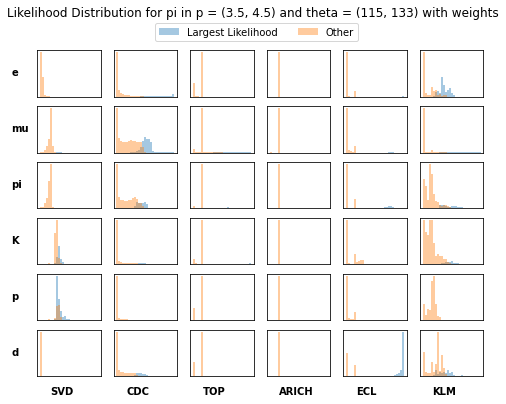 Likelihood Distribution for pi in p = (3.5, 4.5) and theta = (115, 133) with weights
Largest Likelihood Other
e
mu
pi
K
p
d
SVD CDC TOP ARICH ECL KLM